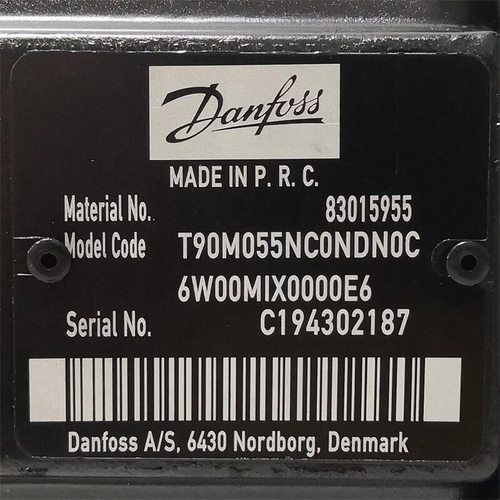 Danfoss
MADE IN P. R. C.
Material No. 83015955
Model Code T90M055NC0NDN0C
6W00MIX0000E6
Serial No. C194302187
Danfoss A/S, 6430 Nordborg, Denmark